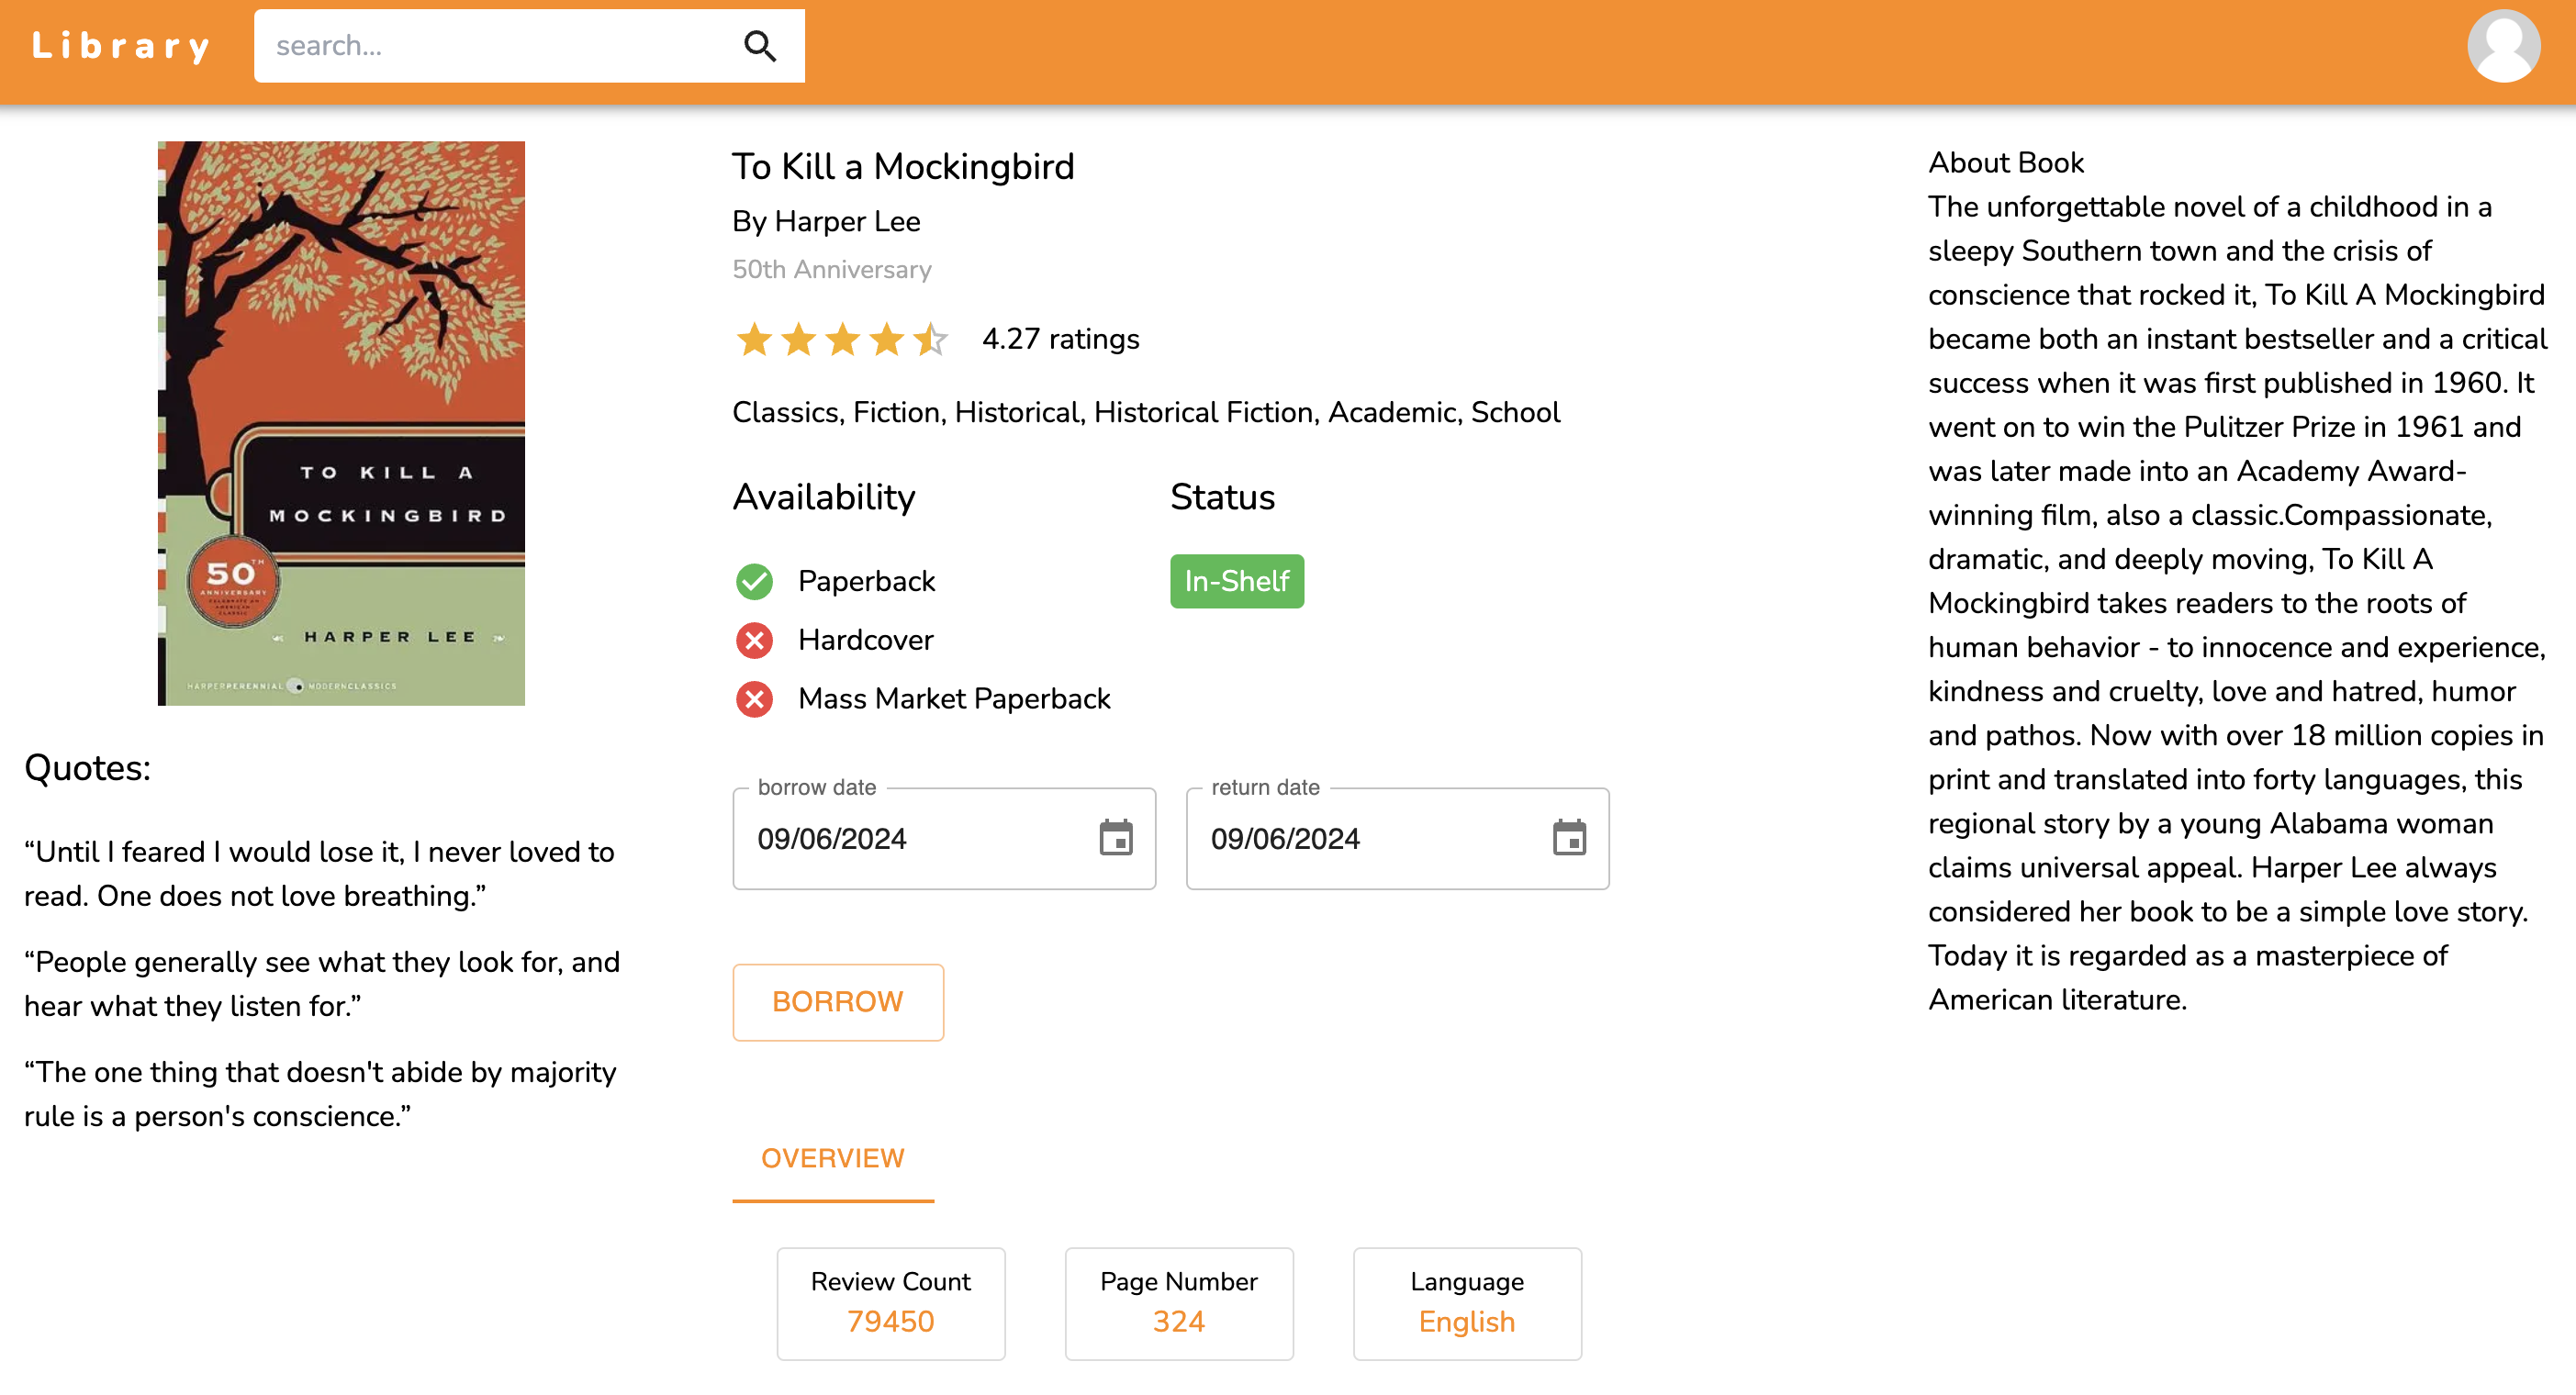 Library
search...
TO KILL A
MOCKINGBIRD
50TH
ANNIVERSARY
CELEBRATE AN
AMERICAN
CLASSIC
HARPER LEE
HARPERPERENNIAL MODERNCLASSICS
Quotes:
“Until I feared I would lose it, I never loved to
read. One does not love breathing.”
“People generally see what they look for, and
hear what they listen for.”
“The one thing that doesn't abide by majority
rule is a person's conscience.”
To Kill a Mockingbird
By Harper Lee
50th Anniversary
4.27 ratings
Classics, Fiction, Historical, Historical Fiction, Academic, School
Availability
Status
Paperback
In-Shelf
Hardcover
Mass Market Paperback
borrow date
09/06/2024
return date
09/06/2024
BORROW
OVERVIEW
Review Count
79450
Page Number
324
Language
English
About Book
The unforgettable novel of a childhood in a
sleepy Southern town and the crisis of
conscience that rocked it, To Kill A Mockingbird
became both an instant bestseller and a critical
success when it was first published in 1960. It
went on to win the Pulitzer Prize in 1961 and
was later made into an Academy Award-
winning film, also a classic.Compassionate,
dramatic, and deeply moving, To Kill A
Mockingbird takes readers to the roots of
human behavior - to innocence and experience,
kindness and cruelty, love and hatred, humor
and pathos. Now with over 18 million copies in
print and translated into forty languages, this
regional story by a young Alabama woman
claims universal appeal. Harper Lee always
considered her book to be a simple love story.
Today it is regarded as a masterpiece of
American literature.